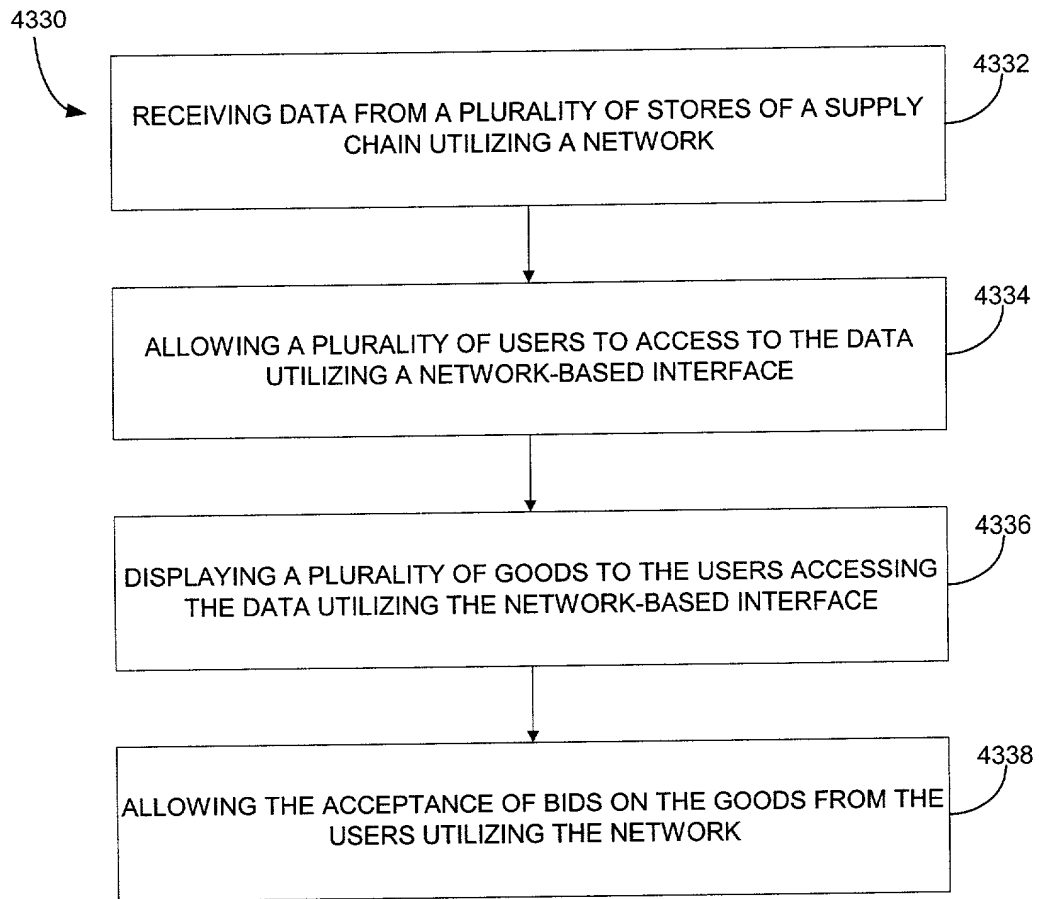 4330
4332
RECEIVING DATA FROM A PLURALITY OF STORES OF A SUPPLY
CHAIN UTILIZING A NETWORK
4334
ALLOWING A PLURALITY OF USERS TO ACCESS TO THE DATA
UTILIZING A NETWORK-BASED INTERFACE
4336
DISPLAYING A PLURALITY OF GOODS TO THE USERS ACCESSING
THE DATA UTILIZING THE NETWORK-BASED INTERFACE
4338
ALLOWING THE ACCEPTANCE OF BIDS ON THE GOODS FROM THE
USERS UTILIZING THE NETWORK